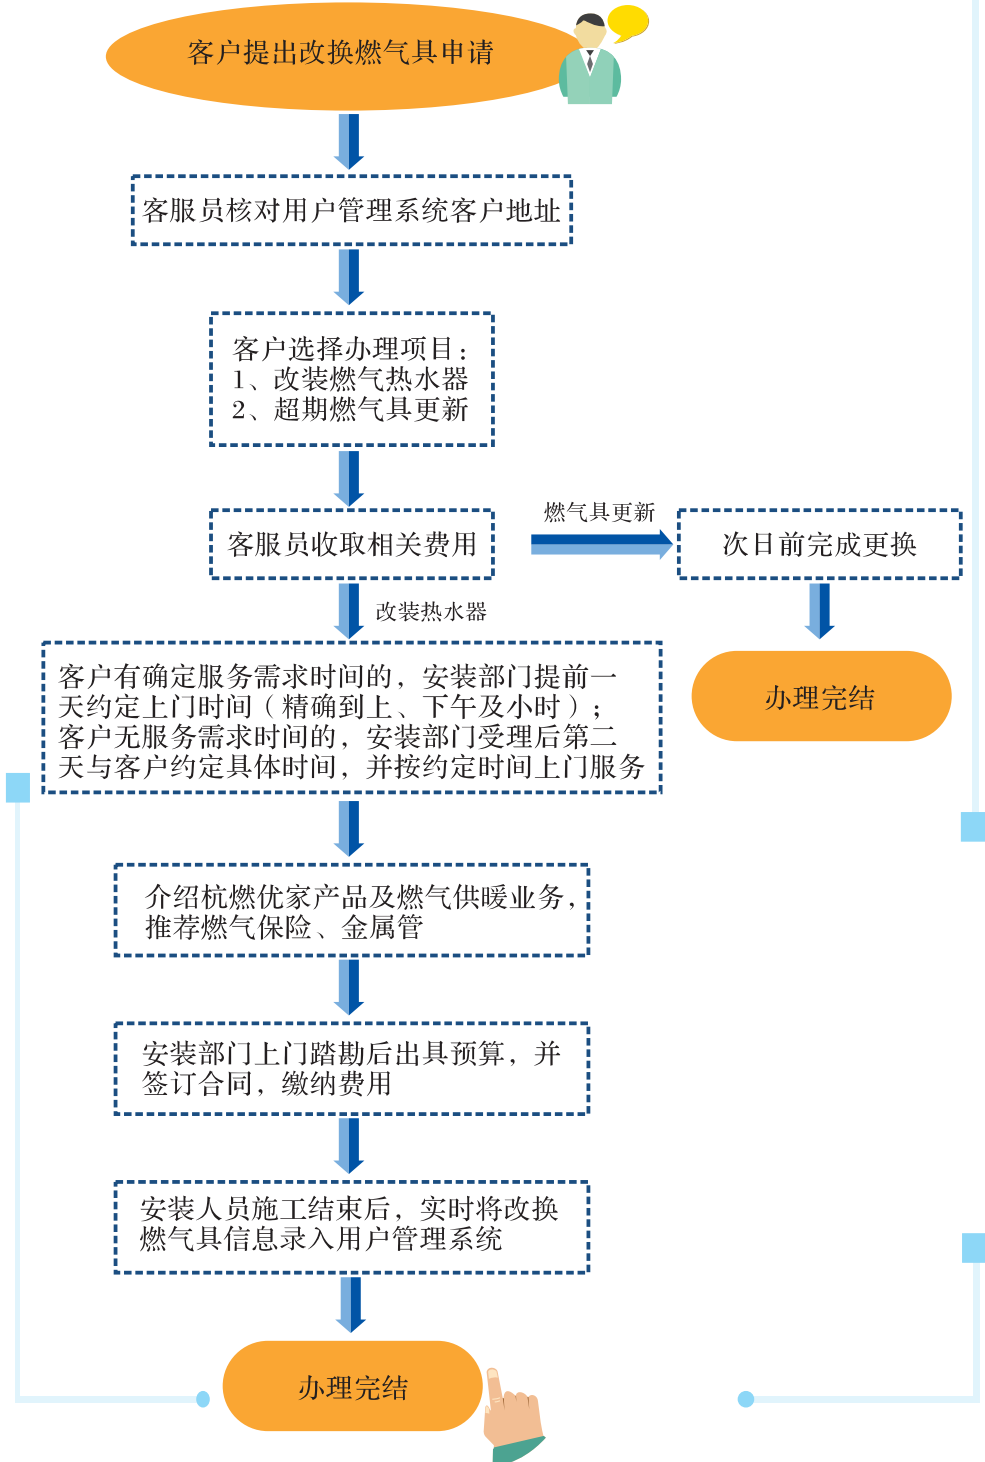 客户提出改换燃气具申请
客服员核对用户管理系统客户地址
客户选择办理项目：
1、改装燃气热水器
2、超期燃气具更新
客服员收取相关费用
燃气具更新
次日前完成更换
办理完结
改装热水器
客户有确定服务需求时间的，安装部门提前一
天约定上门时间（精确到上、下午及小时）；
客户无服务需求时间的，安装部门受理后第二
天与客户约定具体时间，并按约定时间上门服务
介绍杭燃优家产品及燃气供暖业务，
推荐燃气保险、金属管
安装部门上门踏勘后出具预算，并
签订合同，缴纳费用
安装人员施工结束后，实时将改换
燃气具信息录入用户管理系统
办理完结